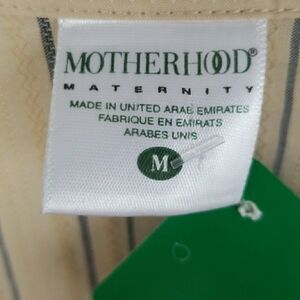 MOTHERHOOD®
MATERNITY
MADE IN UNITED ARAB EMIRATES
FABRIQUE EN EMIRATS
ARABES UNIS
M